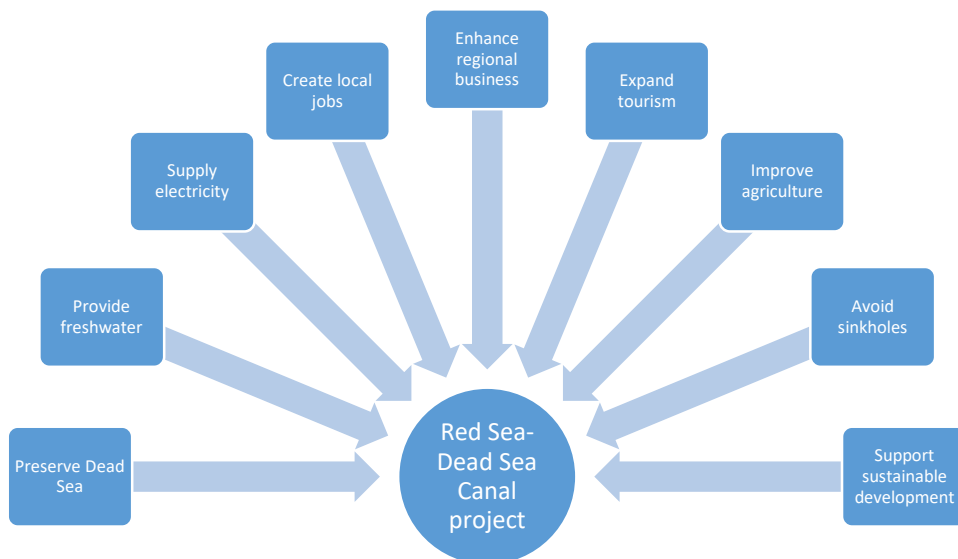 Enhance
regional
business
Create local
jobs
Expand
tourism
Supply
electricity
Improve
agriculture
Provide
freshwater
Avoid
sinkholes
Preserve Dead
Sea
Red Sea-
Dead Sea
Canal
project
Support
sustainable
development